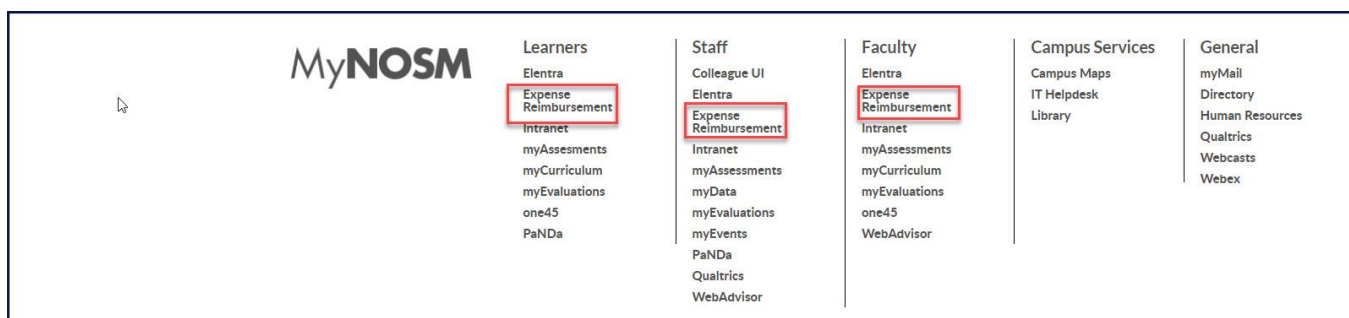 MyNOSM
Learners
Elentra
Expense
Reimbursement
Intranet
myAssesments
myCurriculum
myEvaluations
one45
PaNDa
Staff
Colleague UI
Elentra
Expense
Reimbursement
Intranet
myAssessments
myData
myEvaluations
myEvents
PaNDa
Qualtrics
WebAdvisor
Faculty
Elentra
Expense
Reimbursement
Intranet
myAssessments
myCurriculum
myEvaluations
one45
WebAdvisor
Campus Services
Campus Maps
IT Helpdesk
Library
General
myMail
Directory
Human Resources
Qualtrics
Webcasts
Webex